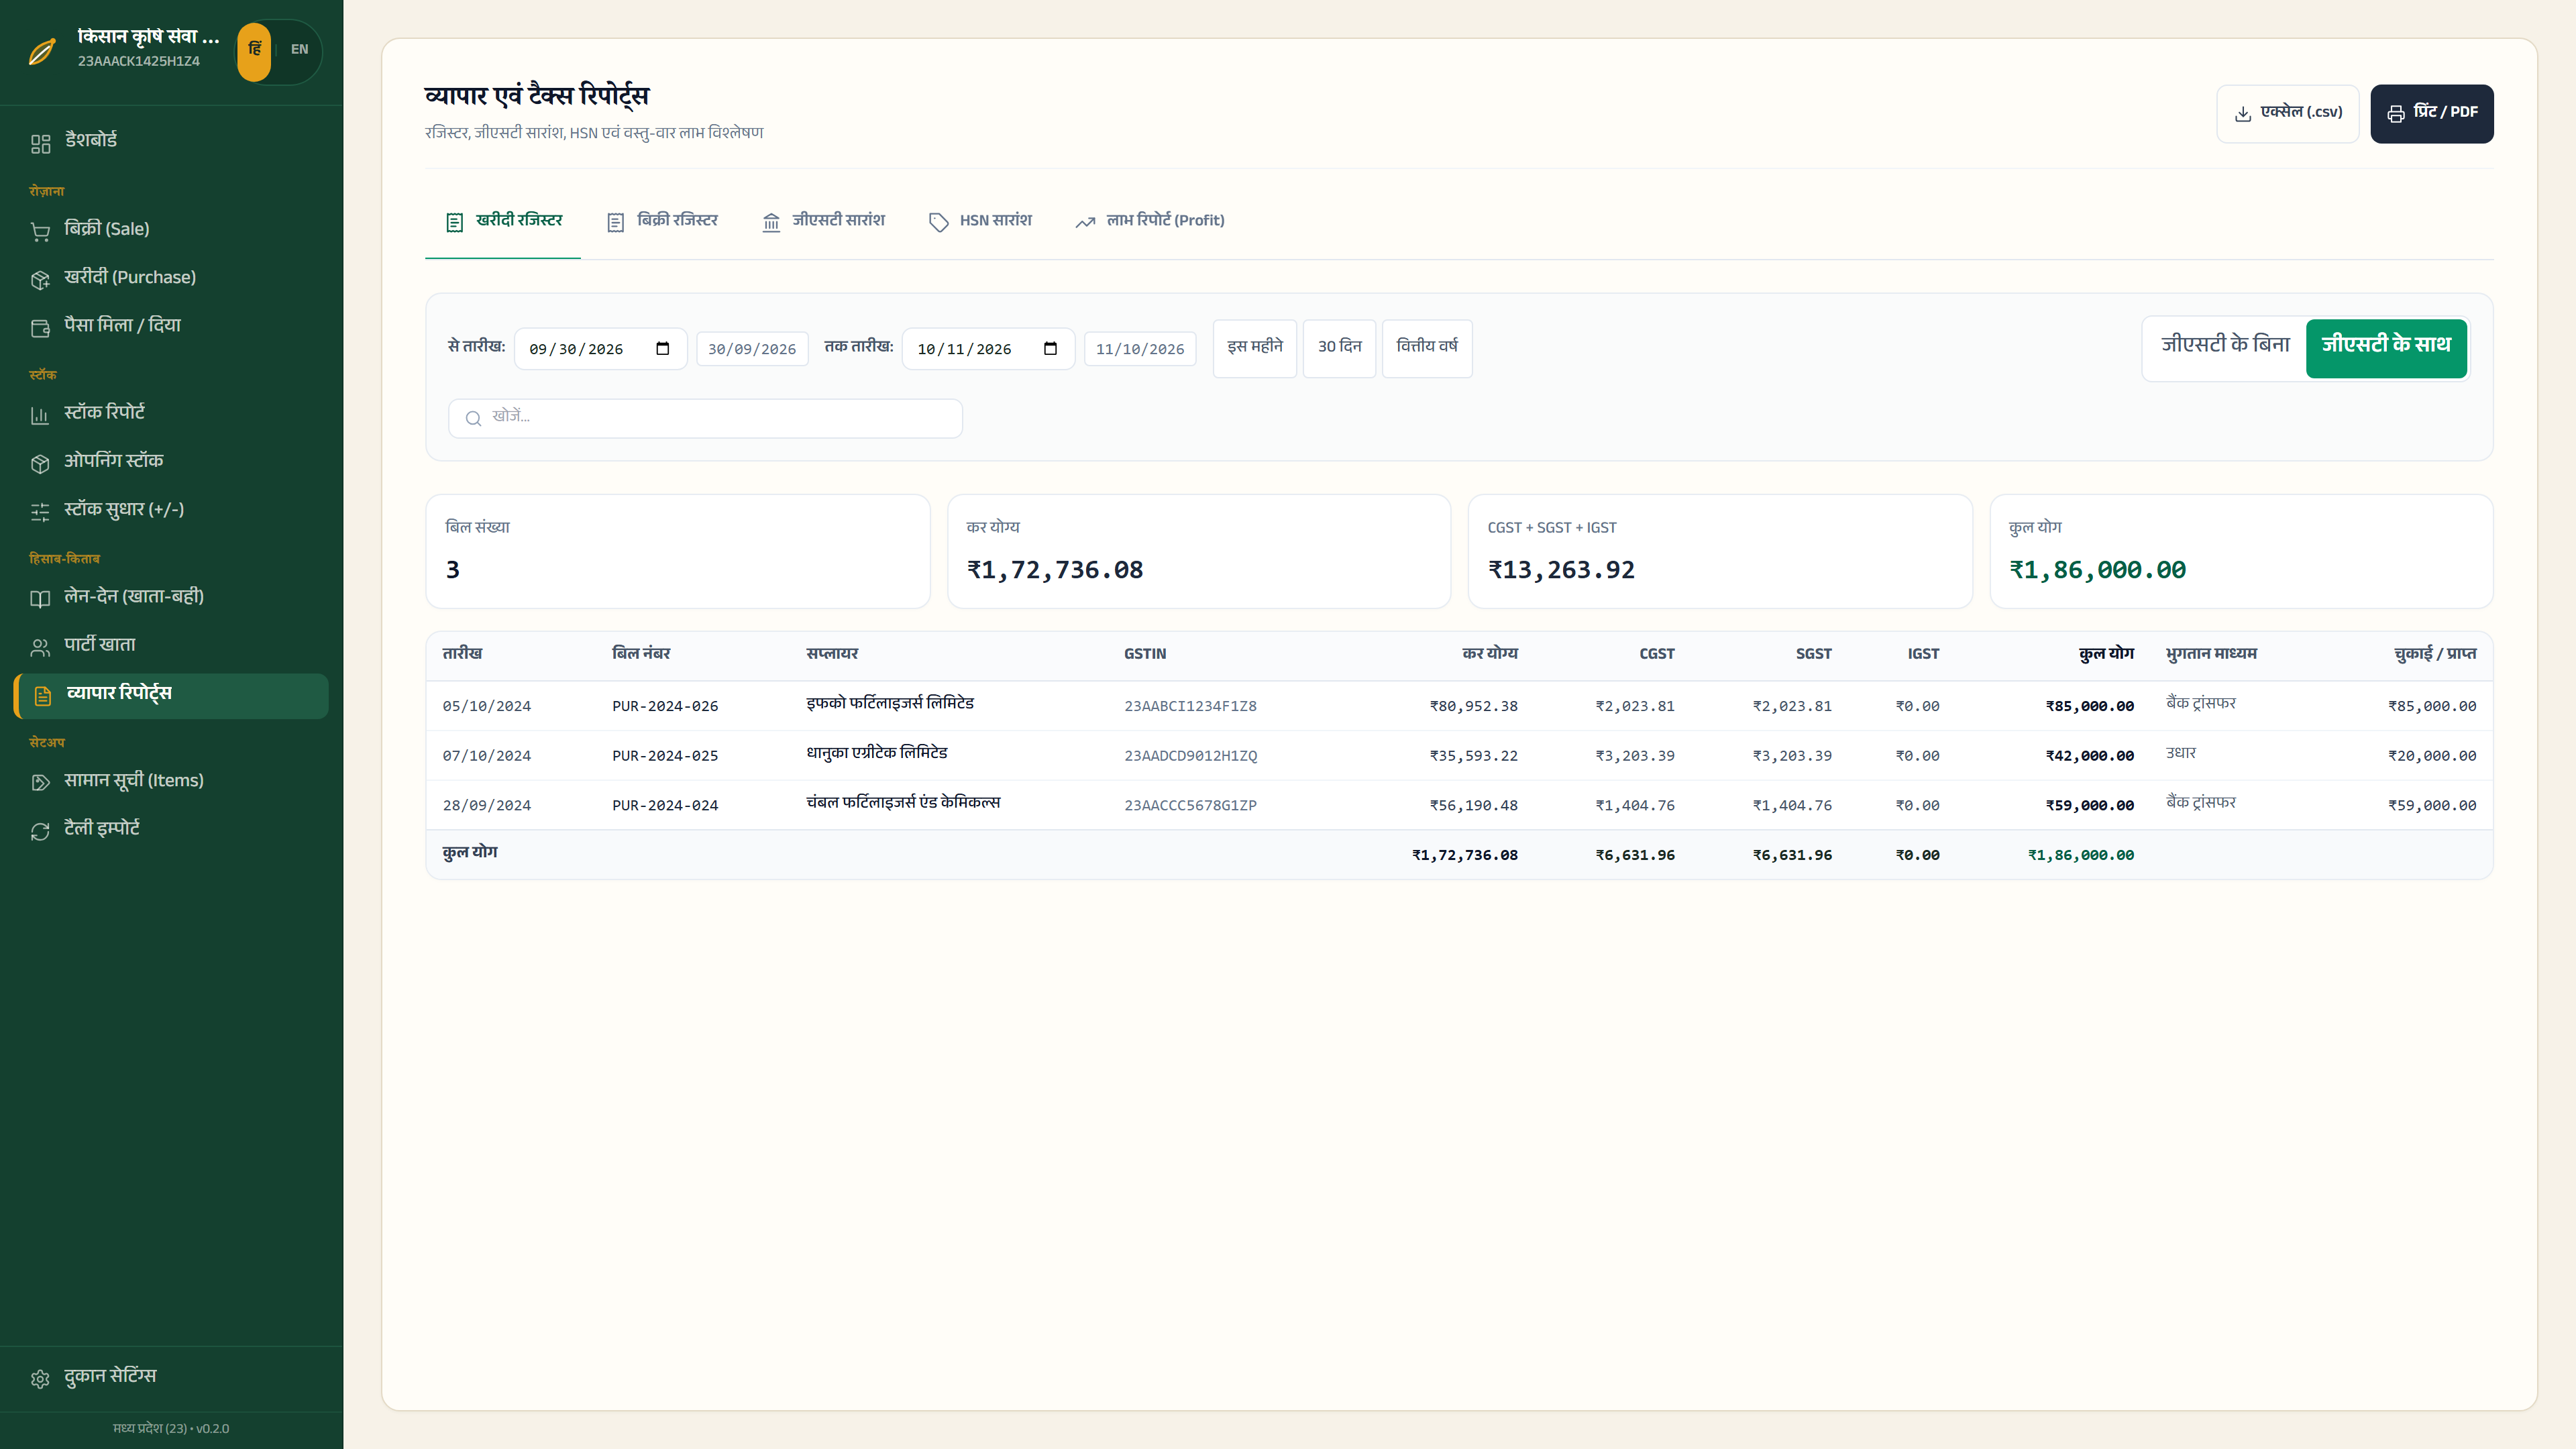 किसान कृषि सेवा ...
23AAACK1425H1Z4
हिं
EN
डैशबोर्ड
रोज़ाना
बिक्री (Sale)
खरीदी (Purchase)
पैसा मिला / दिया
स्टॉक
स्टॉक रिपोर्ट
ओपनिंग स्टॉक
स्टॉक सुधार (+/-)
हिसाब-किताब
लेन-देन (खाता-बही)
पार्टी खाता
व्यापार रिपोर्ट्स
सेटअप
सामान सूची (Items)
टैली इम्पोर्ट
दुकान सेटिंग्स
मध्य प्रदेश (23) • v0.2.0
व्यापार एवं टैक्स रिपोर्ट्स
रजिस्टर, जीएसटी सारांश, HSN एवं वस्तु-वार लाभ विश्लेषण
एक्सेल (.csv)
प्रिंट / PDF
खरीदी रजिस्टर
बिक्री रजिस्टर
जीएसटी सारांश
HSN सारांश
लाभ रिपोर्ट (Profit)
से तारीख: 09/30/2026 30/09/2026 तक तारीख: 10/11/2026 11/10/2026 इस महीने 30 दिन वित्तीय वर्ष
जीएसटी के बिना जीएसटी के साथ
खोजें...
बिल संख्या
3
कर योग्य
₹1,72,736.08
CGST + SGST + IGST
₹13,263.92
कुल योग
₹1,86,000.00
तारीख बिल नंबर सप्लायर GSTIN कर योग्य CGST SGST IGST कुल योग भुगतान माध्यम चुकाई / प्राप्त
05/10/2024 PUR-2024-026 इफको फर्टिलाइजर्स लिमिटेड 23AABCI1234F1Z8 ₹80,952.38 ₹2,023.81 ₹2,023.81 ₹0.00 ₹85,000.00 बैंक ट्रांसफर ₹85,000.00
07/10/2024 PUR-2024-025 धानुका एग्रीटेक लिमिटेड 23AADCD9012H1ZQ ₹35,593.22 ₹3,203.39 ₹3,203.39 ₹0.00 ₹42,000.00 उधार ₹20,000.00
28/09/2024 PUR-2024-024 चंबल फर्टिलाइजर्स एंड केमिकल्स 23AACCC5678G1ZP ₹56,190.48 ₹1,404.76 ₹1,404.76 ₹0.00 ₹59,000.00 बैंक ट्रांसफर ₹59,000.00
कुल योग ₹1,72,736.08 ₹6,631.96 ₹6,631.96 ₹0.00 ₹1,86,000.00